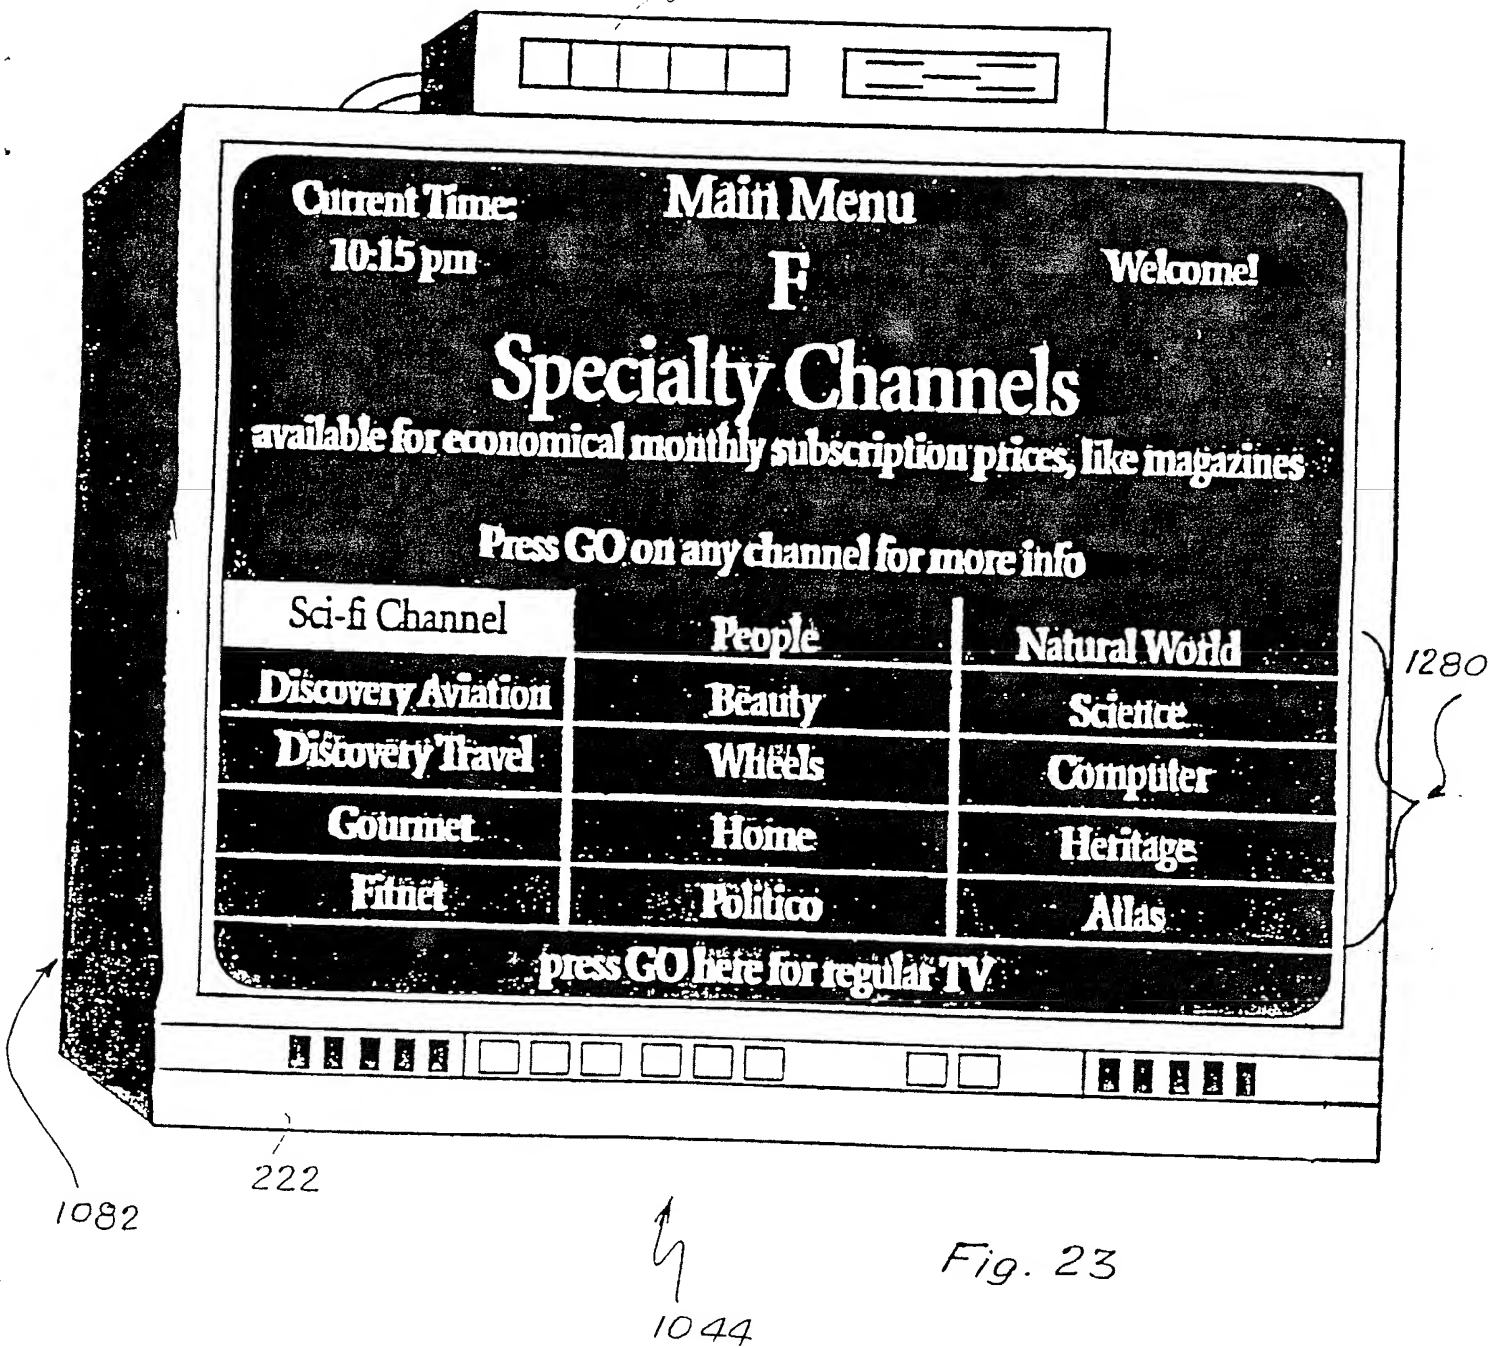 Current Time:
Main Menu
10:15 pm
F
Welcome!
Specialty Channels
available for economical monthly subscription prices, like magazines
Press GO on any channel for more info
Sci-fi Channel
People
Natural World
Discovery Aviation
Beauty
Science
Discovery Travel
Wheels
Computer
Gourmet
Home
Heritage
Fitnet
Politico
Atlas
press GO here for regular TV
1280
222
1082
1044
Fig. 23